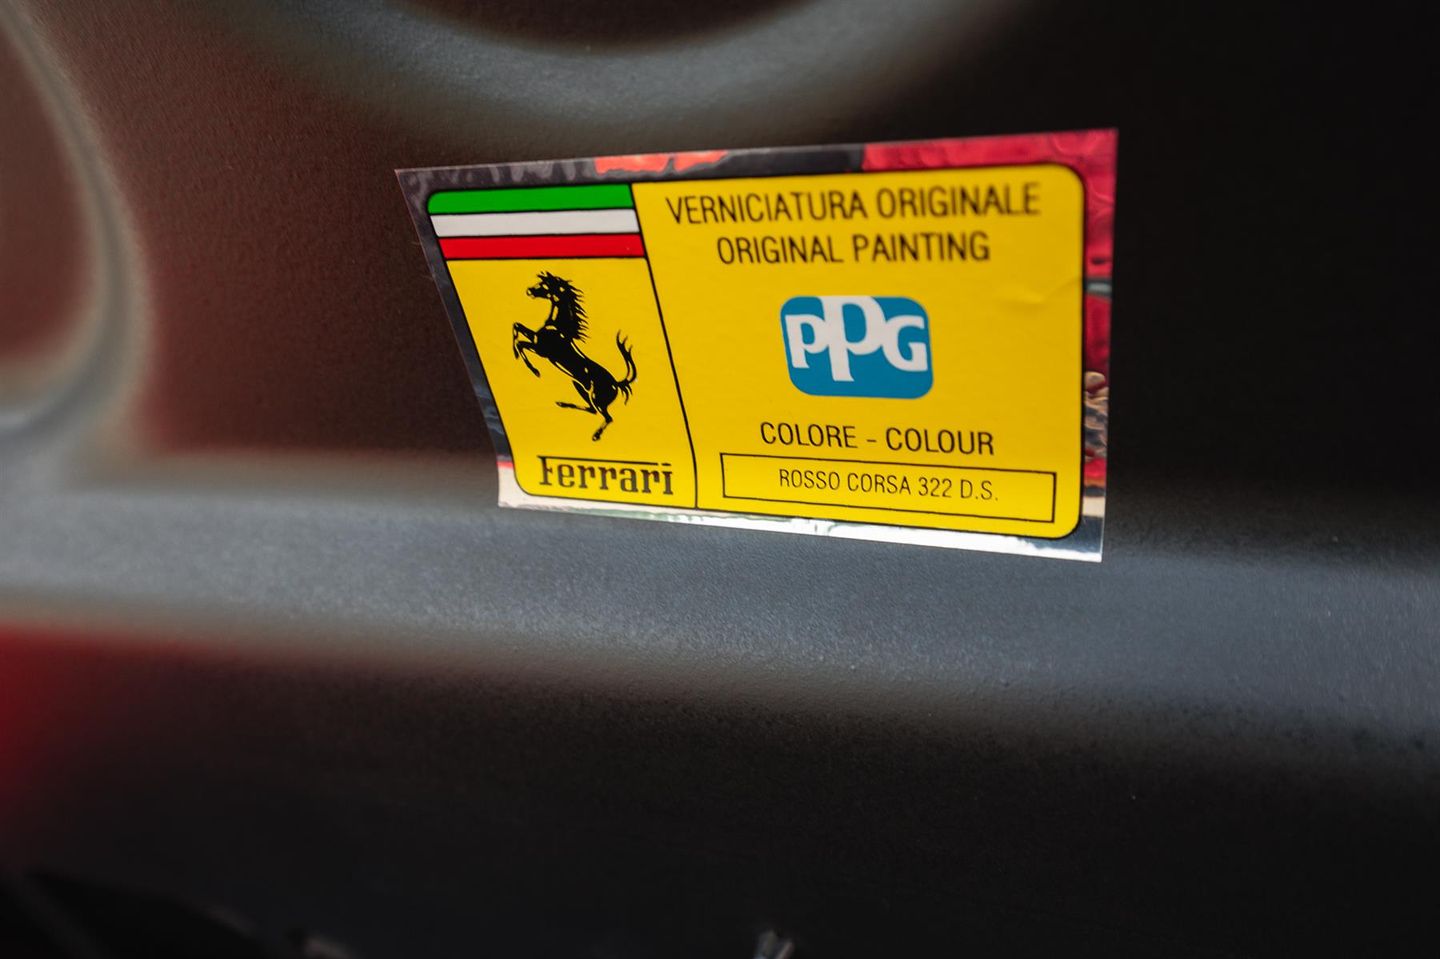 VERNICIATURA ORIGINALE
ORIGINAL PAINTING
PPG
COLORE - COLOUR
ROSSO CORSA 322 D.S.
Ferrari